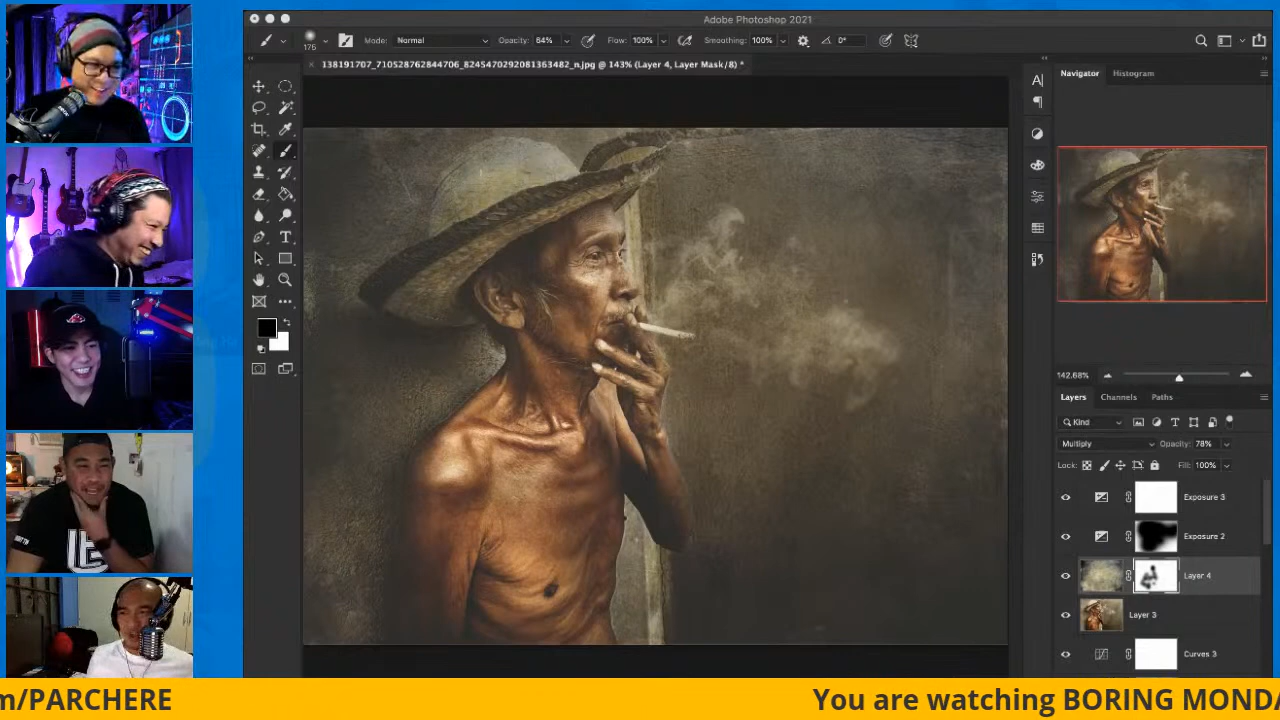 Adobe Photoshop 2021
175
Mode: Normal
Opacity: 64%
Flow: 100%
Smoothing: 100%
0°
138191707_710528762844706_8245470292081363482_n.jpg @ 143% (Layer 4, Layer Mask/8) *
Navigator
Histogram
142.68%
Layers
Channels
Paths
Kind
Multiply
Opacity: 78%
Lock:
Fill: 100%
Exposure 3
Exposure 2
Layer 4
Layer 3
Curves 3
m/PARCHERE
You are watching BORING MONDA